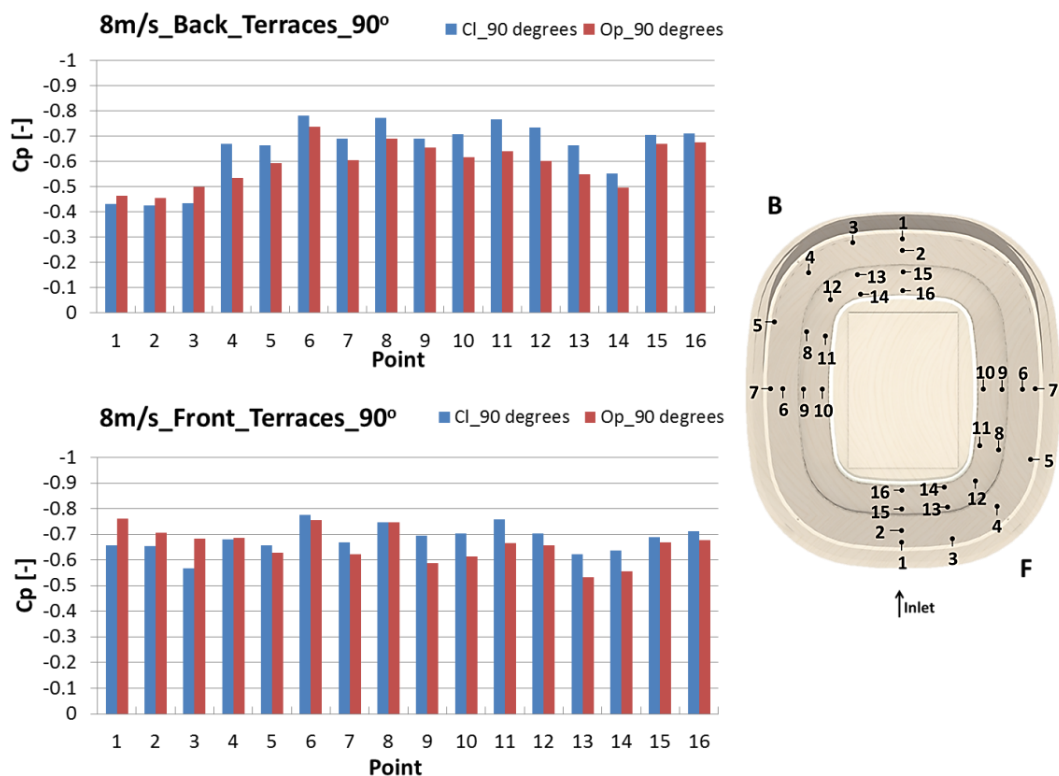 8m/s_Back_Terraces_90º
Cl_90 degrees
Op_90 degrees
Cp [-]
-1
-0.9
-0.8
-0.7
-0.6
-0.5
-0.4
-0.3
-0.2
-0.1
0
1 2 3 4 5 6 7 8 9 10 11 12 13 14 15 16
Point
8m/s_Front_Terraces_90º
Cl_90 degrees
Op_90 degrees
Cp [-]
-1
-0.9
-0.8
-0.7
-0.6
-0.5
-0.4
-0.3
-0.2
-0.1
0
1 2 3 4 5 6 7 8 9 10 11 12 13 14 15 16
Point
B
3 1
2
4 13 15
12 14 16
5 8 11
7 6 9 10
10 9 6 7
11 8
5
16 14 12
15 13 4
2
1 3
F
Inlet